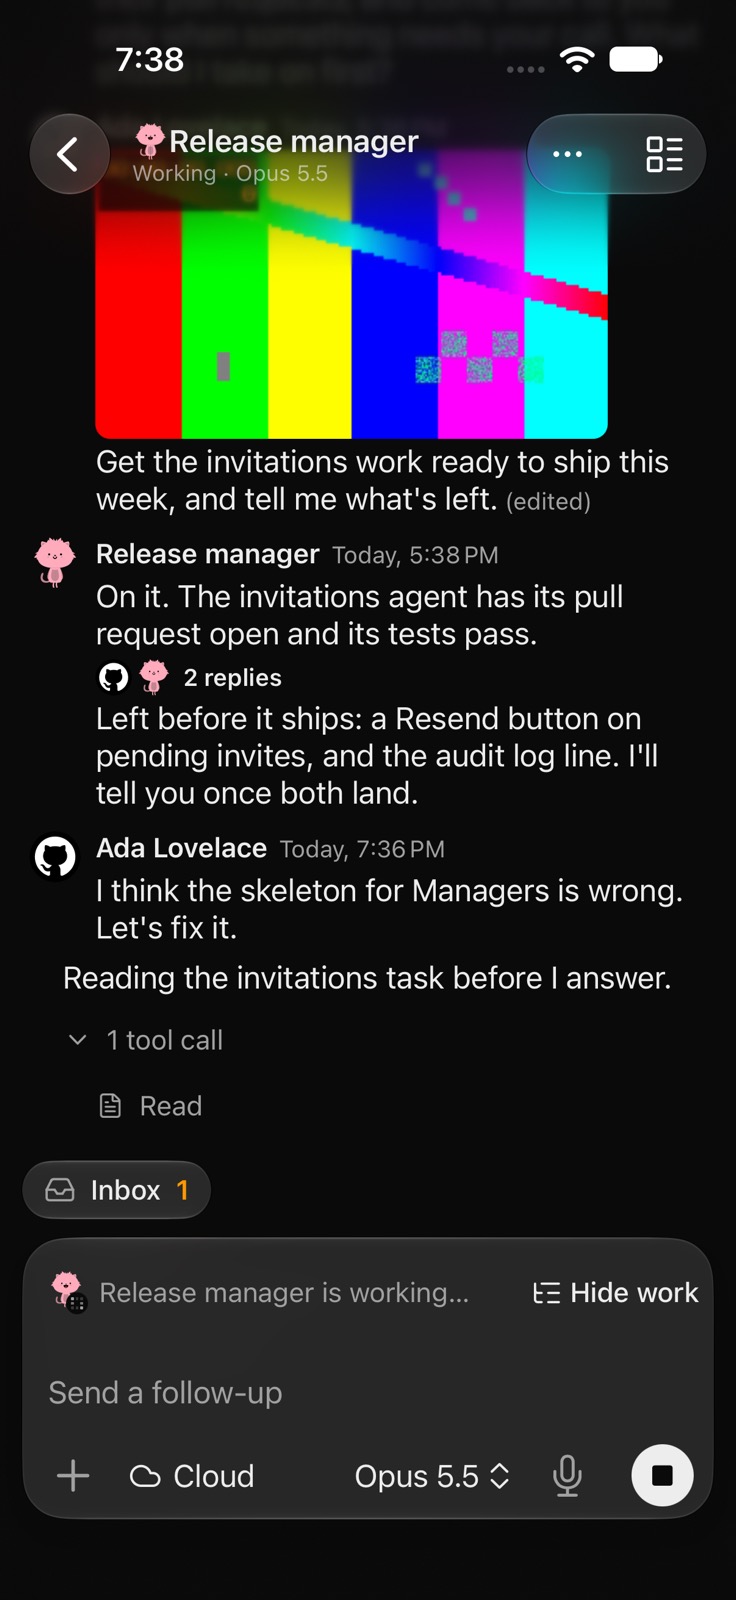 7:38
Release manager
Working · Opus 5.5
Get the invitations work ready to ship this
week, and tell me what's left. (edited)
Release manager Today, 5:38 PM
On it. The invitations agent has its pull
request open and its tests pass.
2 replies
Left before it ships: a Resend button on
pending invites, and the audit log line. I'll
tell you once both land.
Ada Lovelace Today, 7:36 PM
I think the skeleton for Managers is wrong.
Let's fix it.
Reading the invitations task before I answer.
1 tool call
Read
Inbox 1
Release manager is working...
Hide work
Send a follow-up
Cloud
Opus 5.5